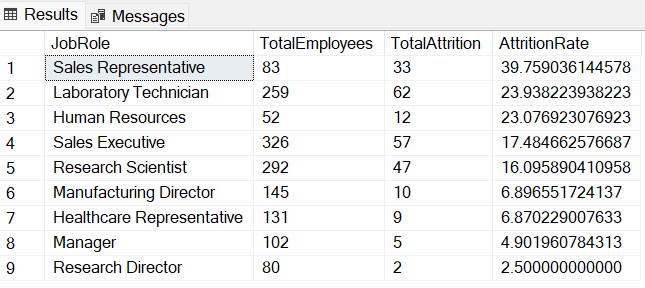 Results Messages
JobRole TotalEmployees TotalAttrition AttritionRate
1 Sales Representative 83 33 39.759036144578
2 Laboratory Technician 259 62 23.938223938223
3 Human Resources 52 12 23.076923076923
4 Sales Executive 326 57 17.484662576687
5 Research Scientist 292 47 16.095890410958
6 Manufacturing Director 145 10 6.896551724137
7 Healthcare Representative 131 9 6.870229007633
8 Manager 102 5 4.901960784313
9 Research Director 80 2 2.500000000000